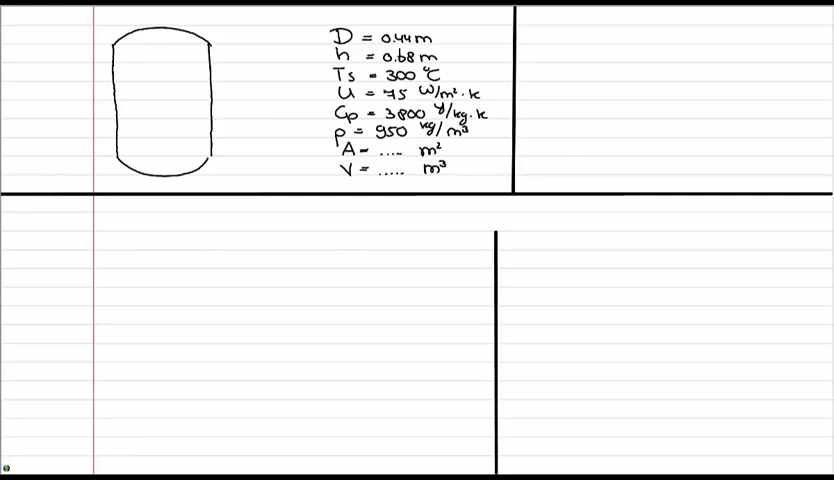 D = 0.44 m
h = 0.68 m
Ts = 300 °C
U = 75 W/m²·k
Cp = 3800 J/kg·k
ρ = 950 kg/m³
A = .... m²
V = ..... m³